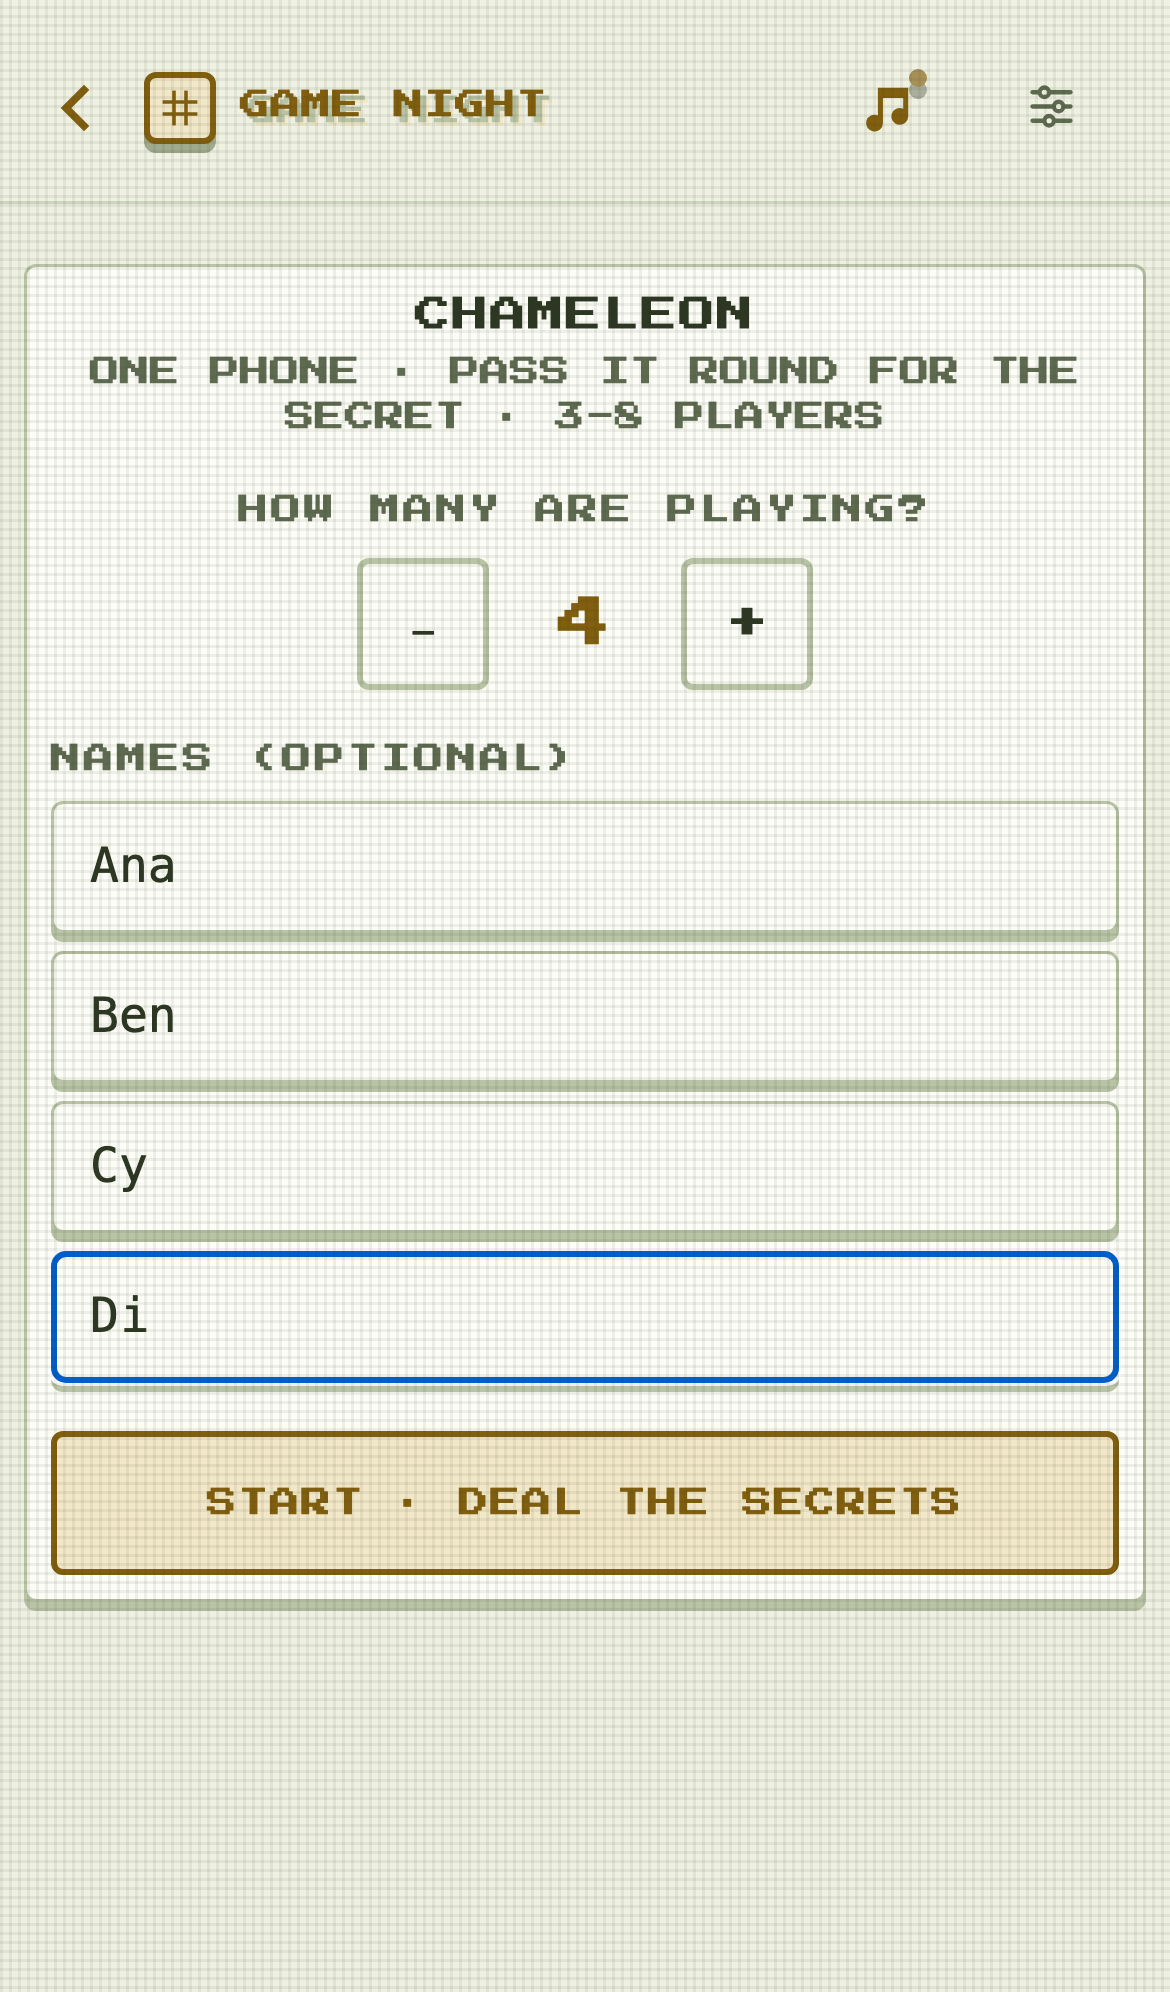 GAME NIGHT
CHAMELEON
ONE PHONE · PASS IT ROUND FOR THE
SECRET · 3-8 PLAYERS
HOW MANY ARE PLAYING?
− 4 +
NAMES (OPTIONAL)
Ana
Ben
Cy
Di
START · DEAL THE SECRETS